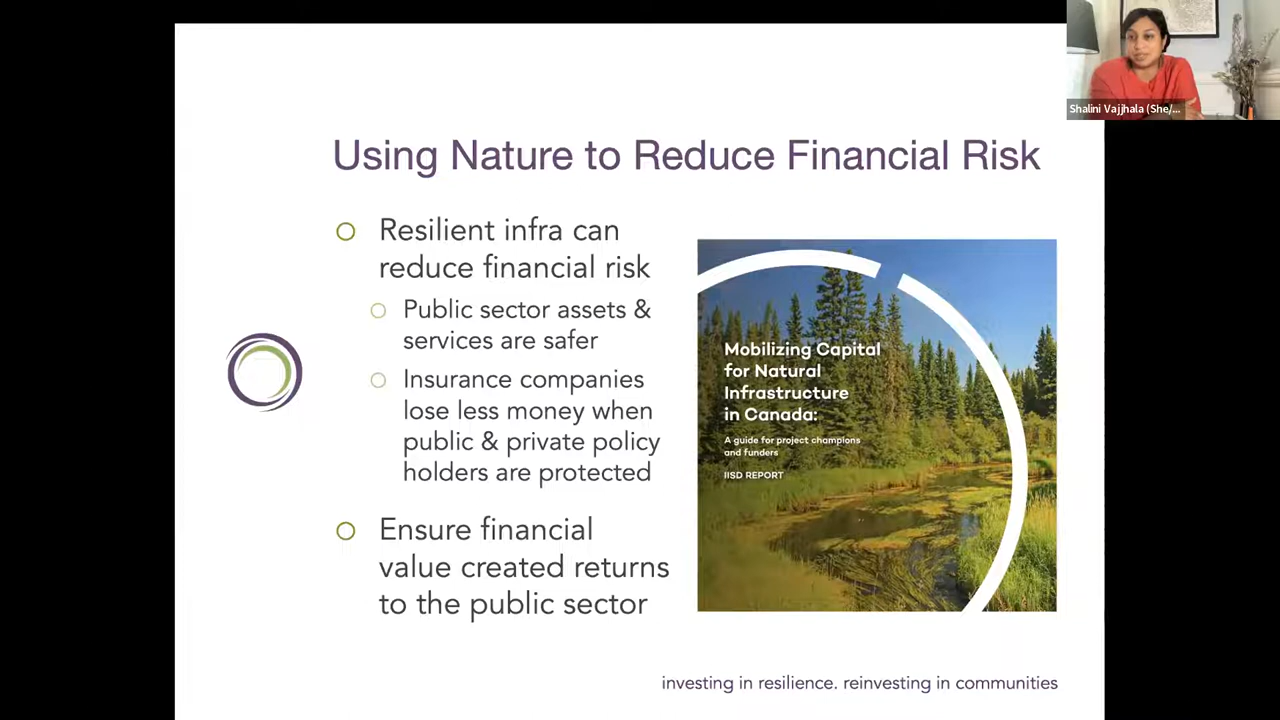 Shalini Vajjhala (She/...
Using Nature to Reduce Financial Risk
Resilient infra can
reduce financial risk
Public sector assets &
services are safer
Insurance companies
lose less money when
public & private policy
holders are protected
Ensure financial
value created returns
to the public sector
Mobilizing Capital
for Natural
Infrastructure
in Canada:
A guide for project champions
and funders
IISD REPORT
investing in resilience. reinvesting in communities